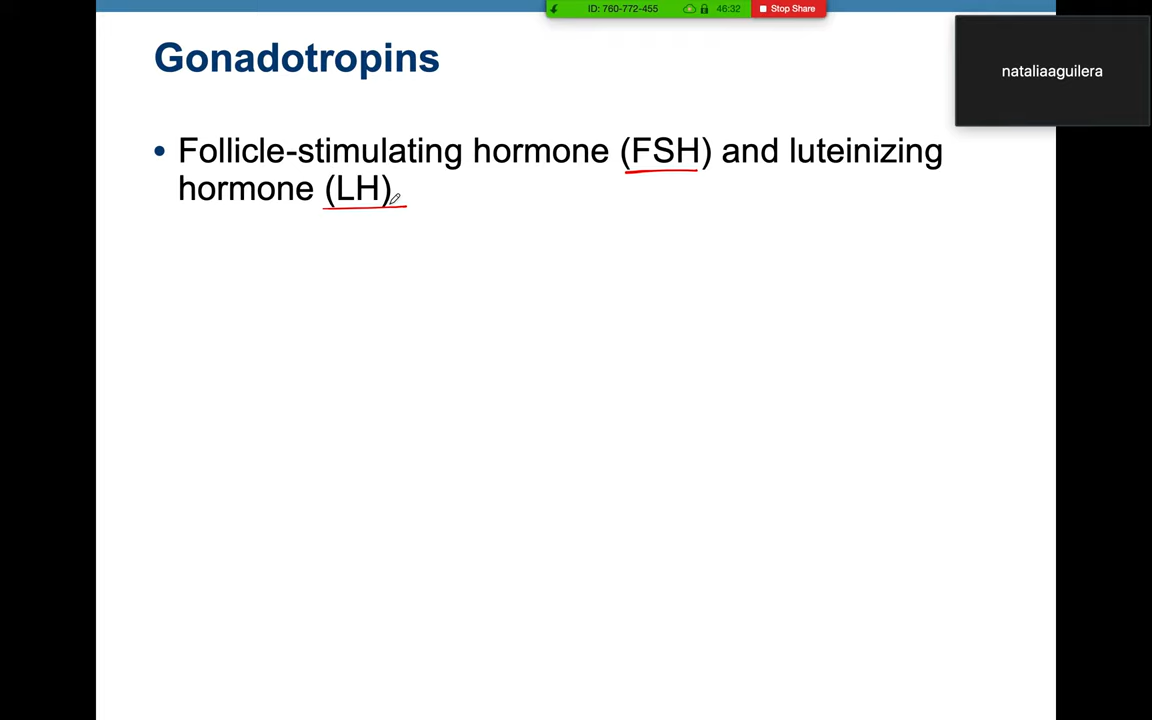 ID: 760-772-455 46:32 Stop Share
Gonadotropins
nataliaaguilera
• Follicle-stimulating hormone (FSH) and luteinizing
hormone (LH)